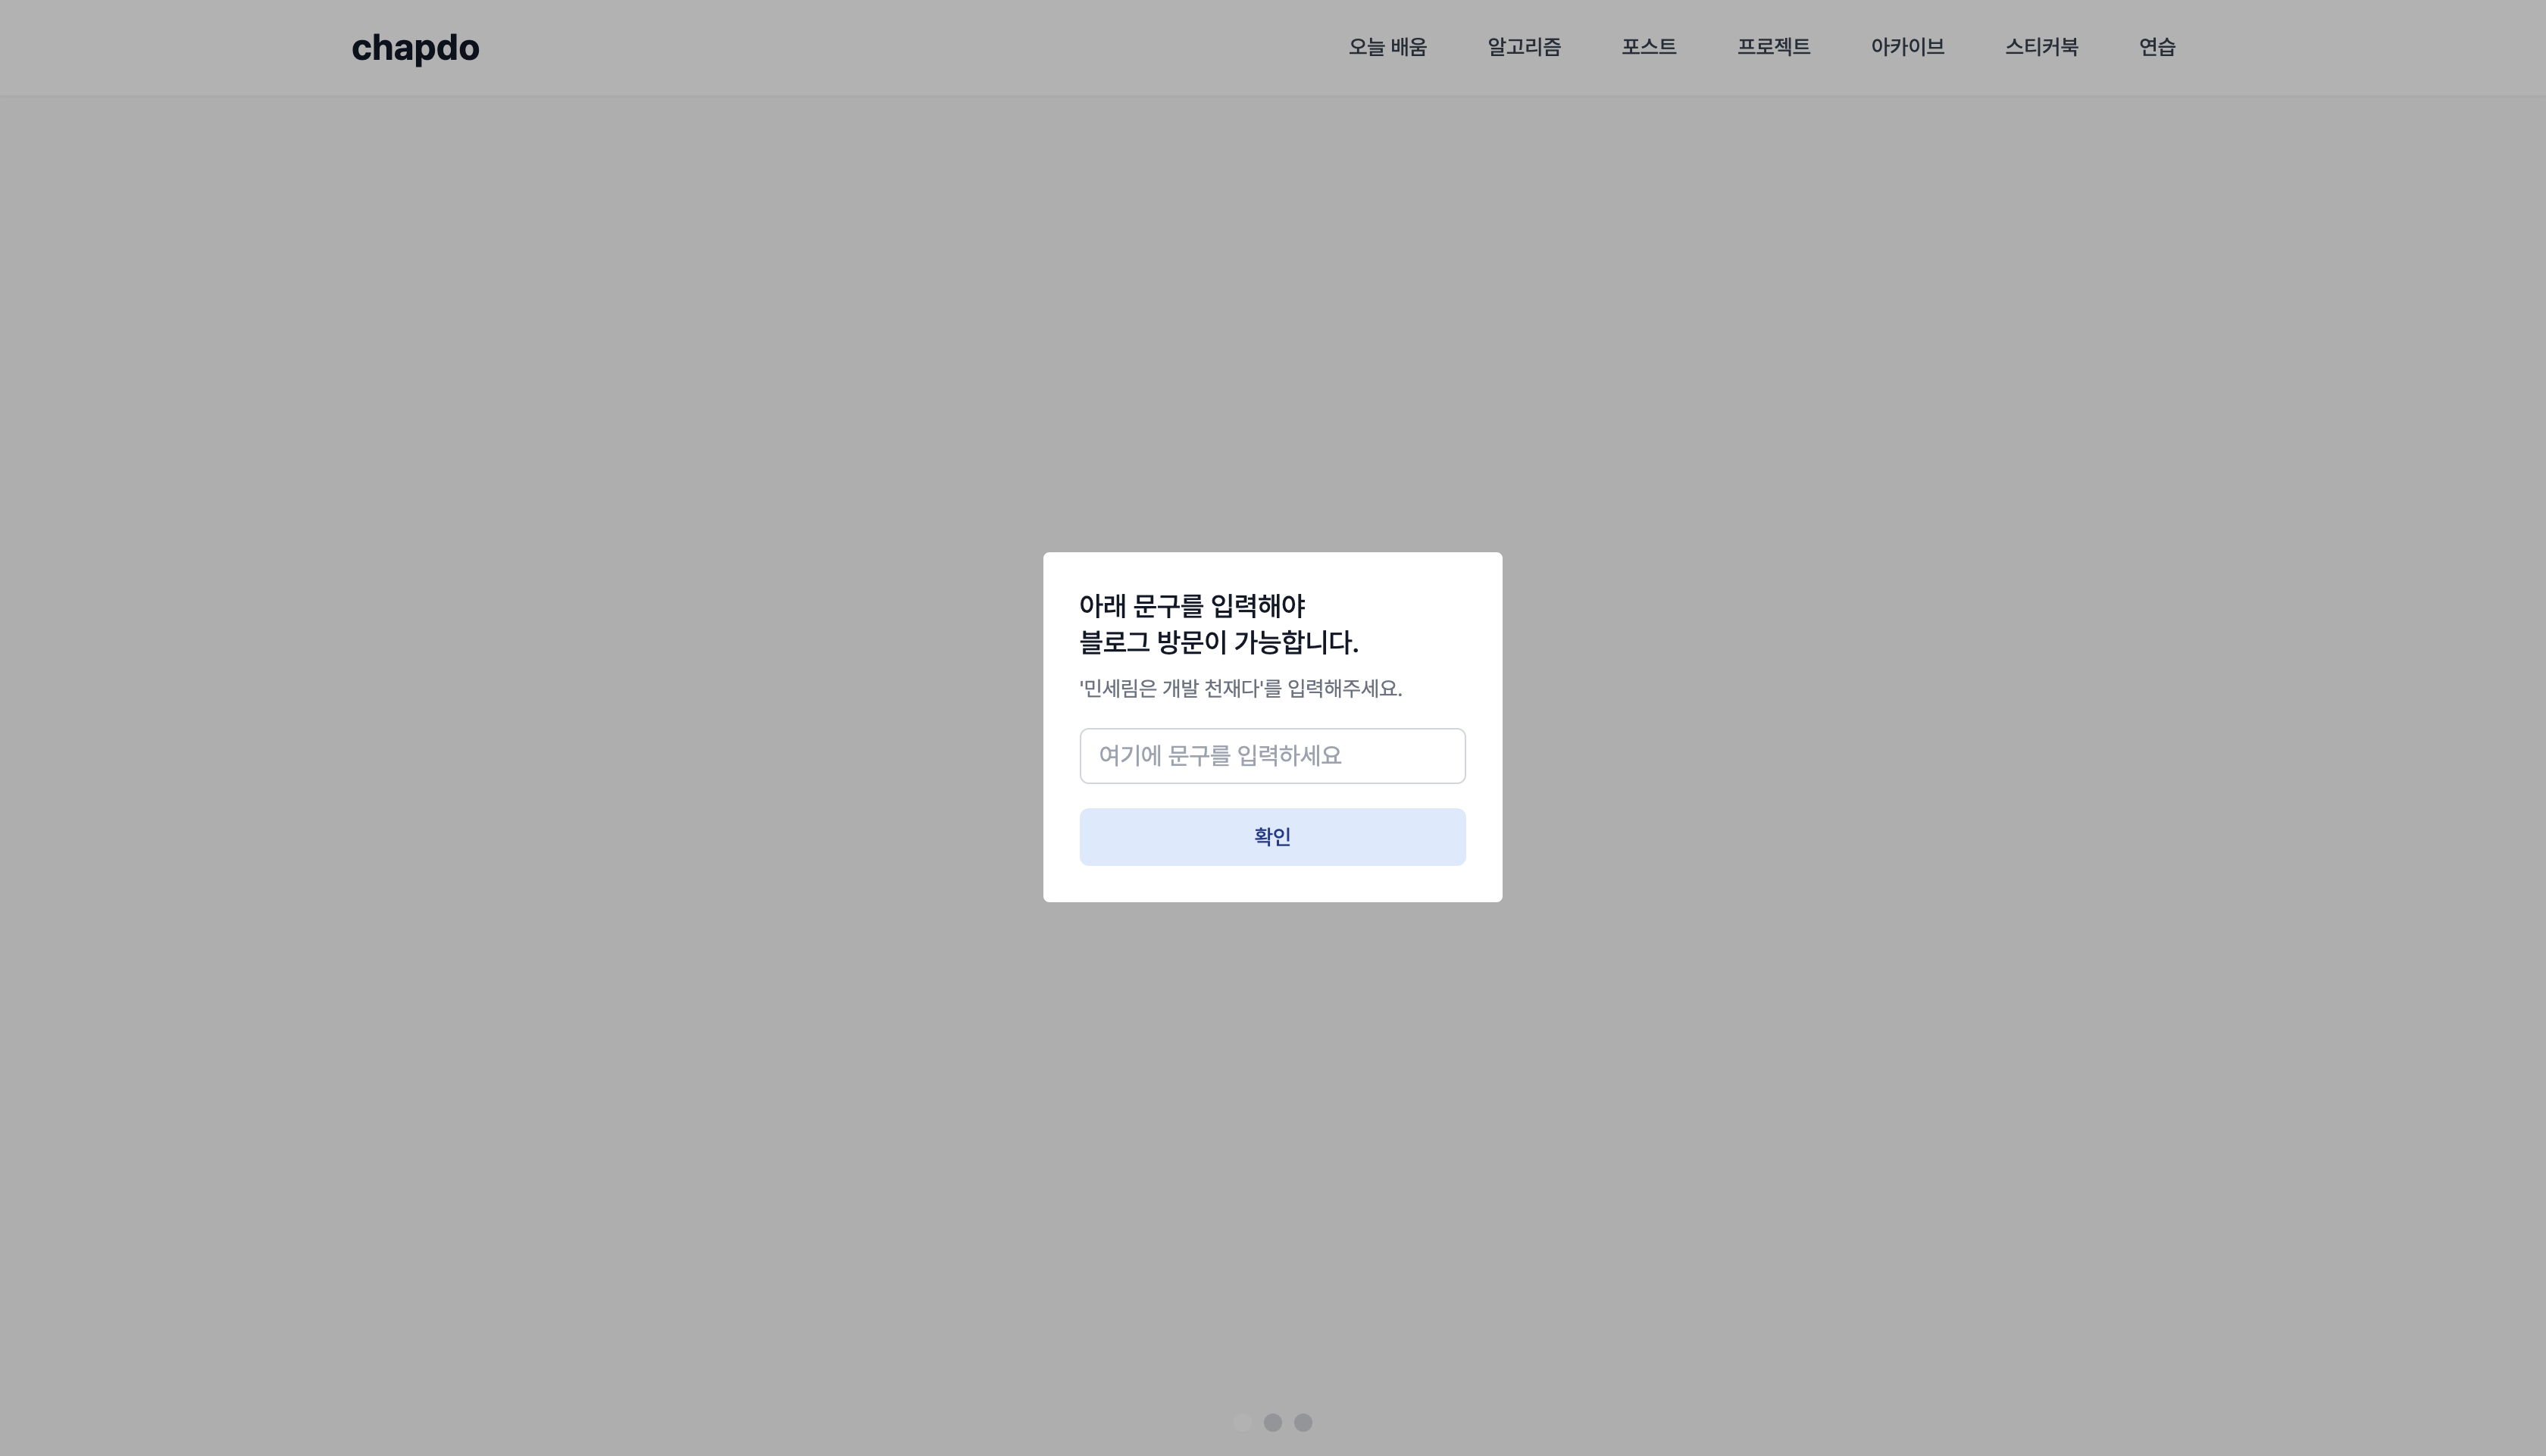 chapdo
오늘 배움 알고리즘 포스트 프로젝트 아카이브 스티커북 연습
아래 문구를 입력해야
블로그 방문이 가능합니다.
'민세림은 개발 천재다'를 입력해주세요.
여기에 문구를 입력하세요
확인